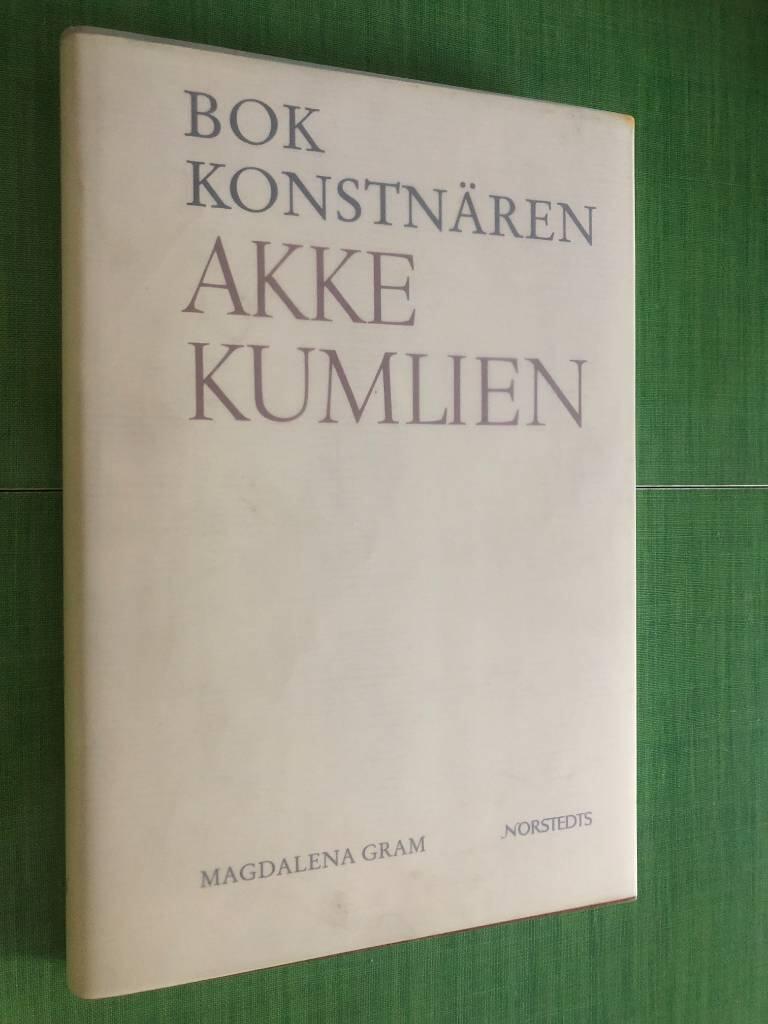 BOK
KONSTNÄREN
AKKE
KUMLIEN
MAGDALENA GRAM
NORSTEDTS